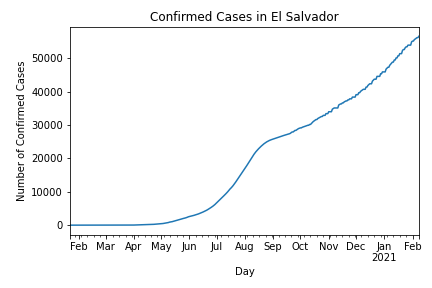 Confirmed Cases in El Salvador
Number of Confirmed Cases
50000
40000
30000
20000
10000
0
Feb Mar Apr May Jun Jul Aug Sep Oct Nov Dec Jan Feb
2021
Day